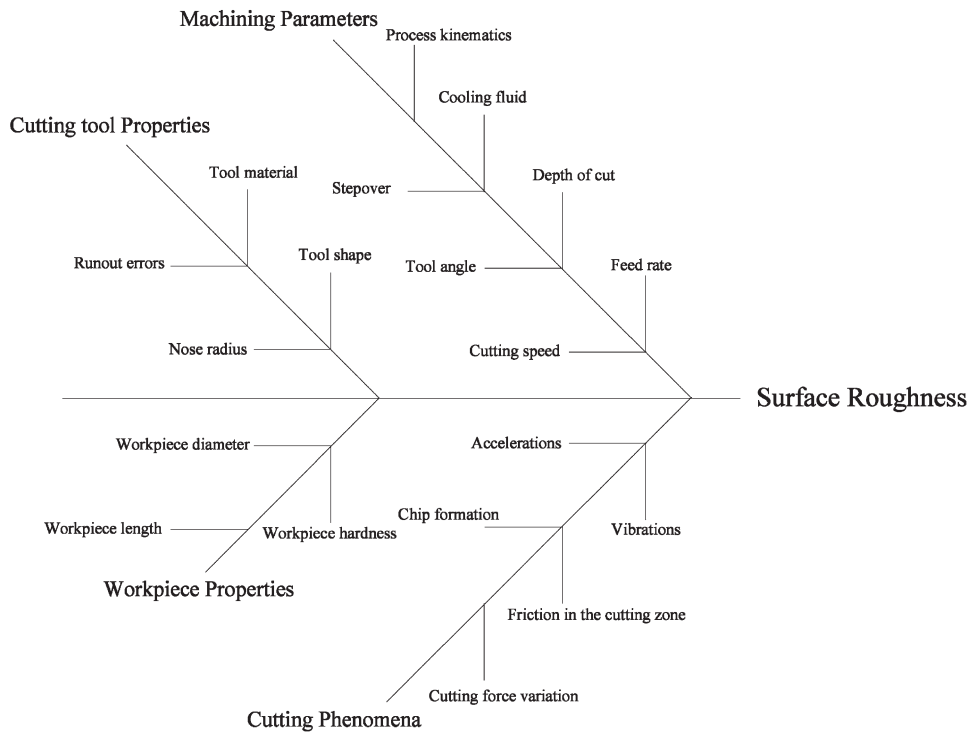 Machining Parameters
Process kinematics
Cooling fluid
Cutting tool Properties
Tool material
Stepover
Depth of cut
Runout errors
Tool shape
Tool angle
Feed rate
Nose radius
Cutting speed
Surface Roughness
Workpiece diameter
Accelerations
Chip formation
Workpiece length
Workpiece hardness
Vibrations
Workpiece Properties
Friction in the cutting zone
Cutting force variation
Cutting Phenomena